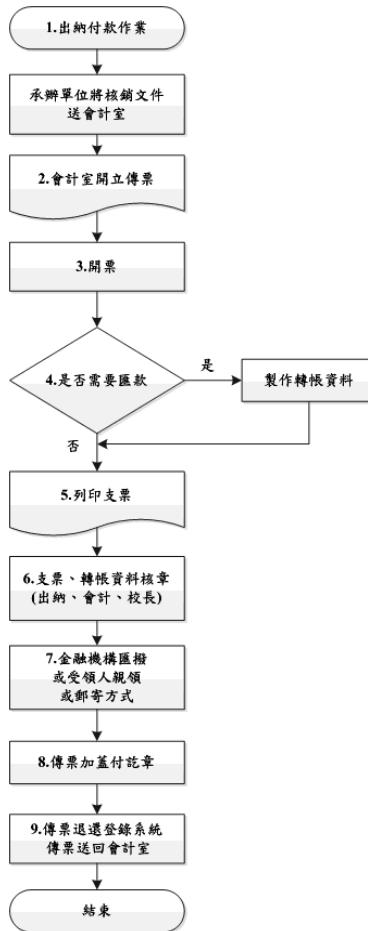 1.出納付款作業
承辦單位將核銷文件
送會計室
2.會計室開立傳票
3.開票
4.是否需要匯款
是
製作轉帳資料
否
5.列印支票
6.支票、轉帳資料核章
(出納、會計、校長)
7.金融機構匯撥
或受領人親領
或郵寄方式
8.傳票加蓋付訖章
9.傳票退還登錄系統
傳票送回會計室
結束